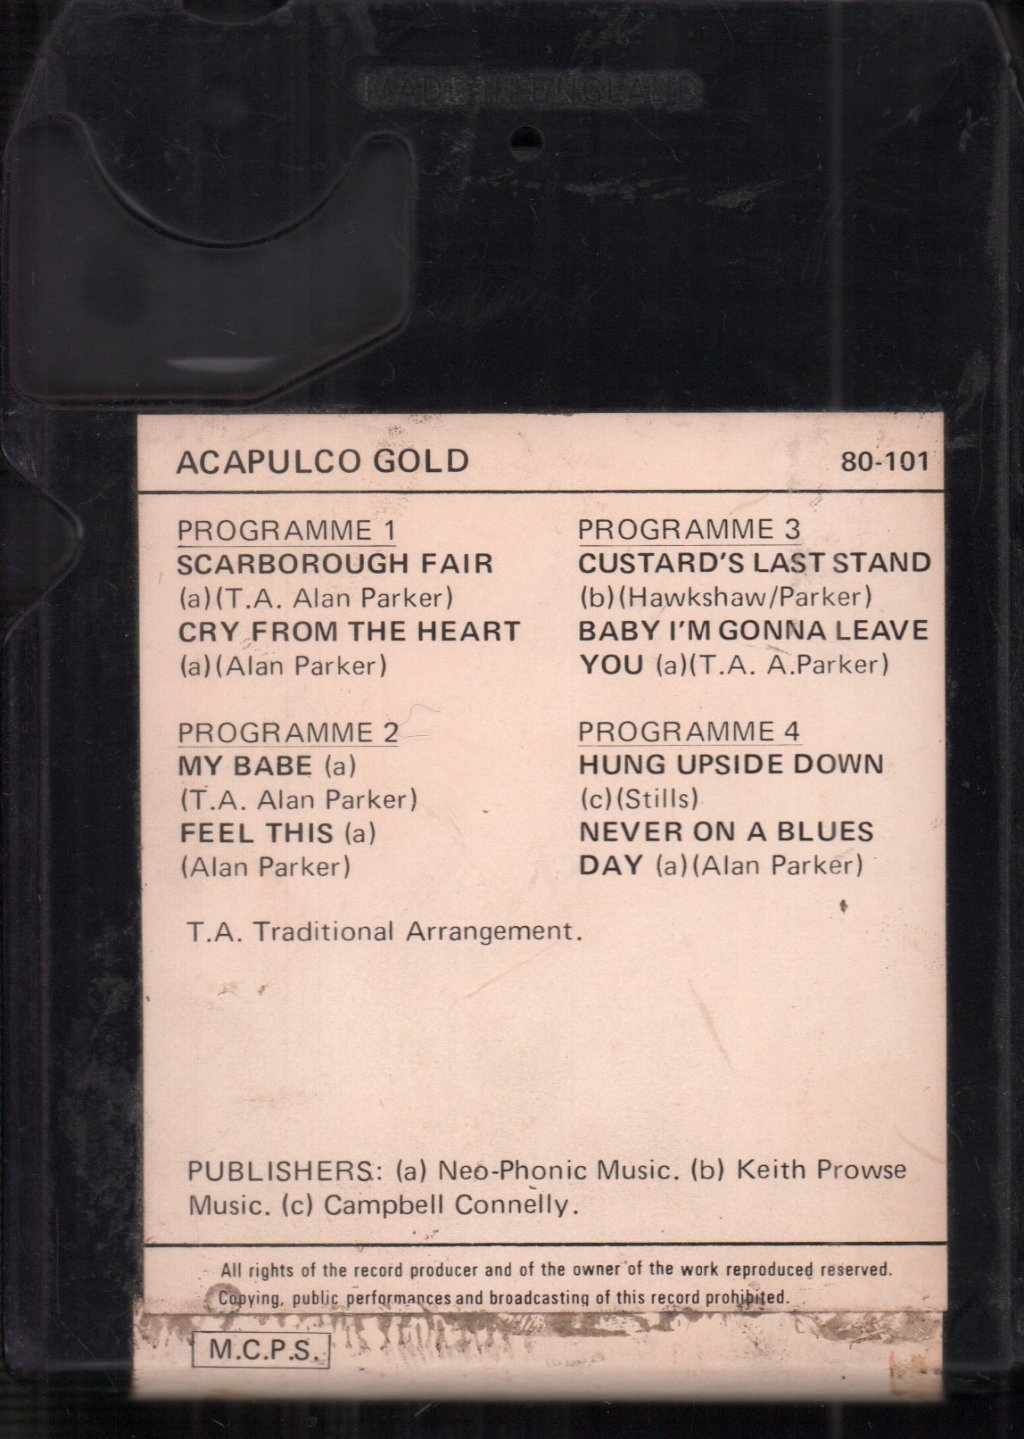 MADE IN ENGLAND
ACAPULCO GOLD 80-101
PROGRAMME 1
SCARBOROUGH FAIR
(a)(T.A. Alan Parker)
CRY FROM THE HEART
(a)(Alan Parker)
PROGRAMME 2
MY BABE (a)
(T.A. Alan Parker)
FEEL THIS (a)
(Alan Parker)
PROGRAMME 3
CUSTARD'S LAST STAND
(b)(Hawkshaw/Parker)
BABY I'M GONNA LEAVE
YOU (a)(T.A. A.Parker)
PROGRAMME 4
HUNG UPSIDE DOWN
(c)(Stills)
NEVER ON A BLUES
DAY (a)(Alan Parker)
T.A. Traditional Arrangement.
PUBLISHERS: (a) Neo-Phonic Music. (b) Keith Prowse
Music. (c) Campbell Connelly.
All rights of the record producer and of the owner of the work reproduced reserved.
Copying, public performances and broadcasting of this record prohibited.
M.C.P.S.